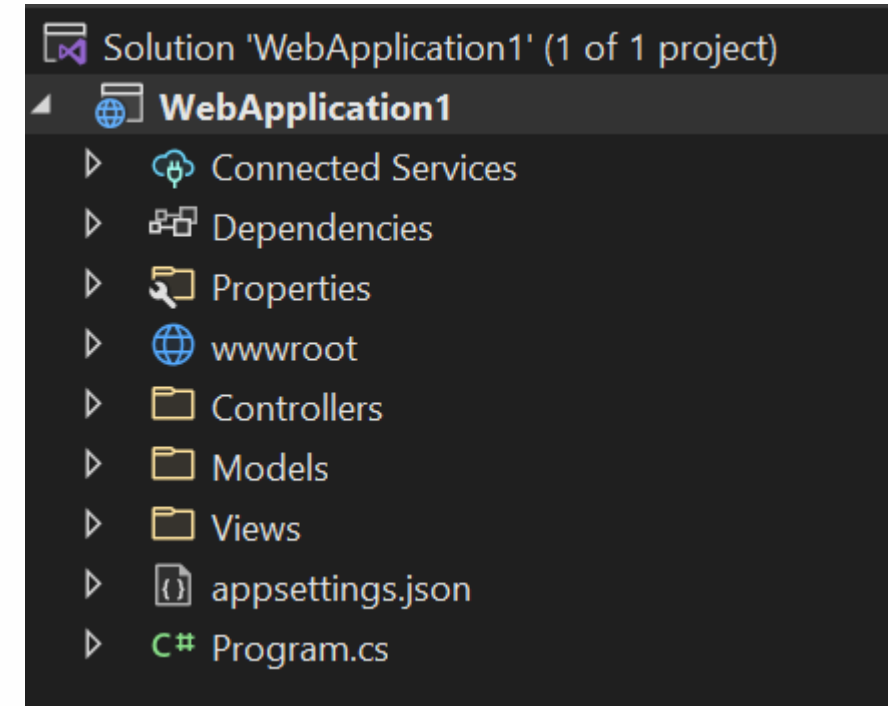 Solution 'WebApplication1' (1 of 1 project)
WebApplication1
Connected Services
Dependencies
Properties
wwwroot
Controllers
Models
Views
appsettings.json
C# Program.cs